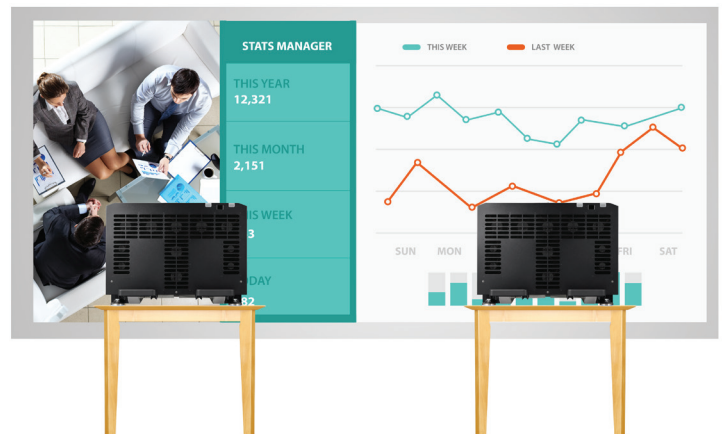 STATS MANAGER
THIS YEAR
12,321
THIS MONTH
2,151
WEEK
THIS WEEK
LAST WEEK
SUN MON FRI SAT